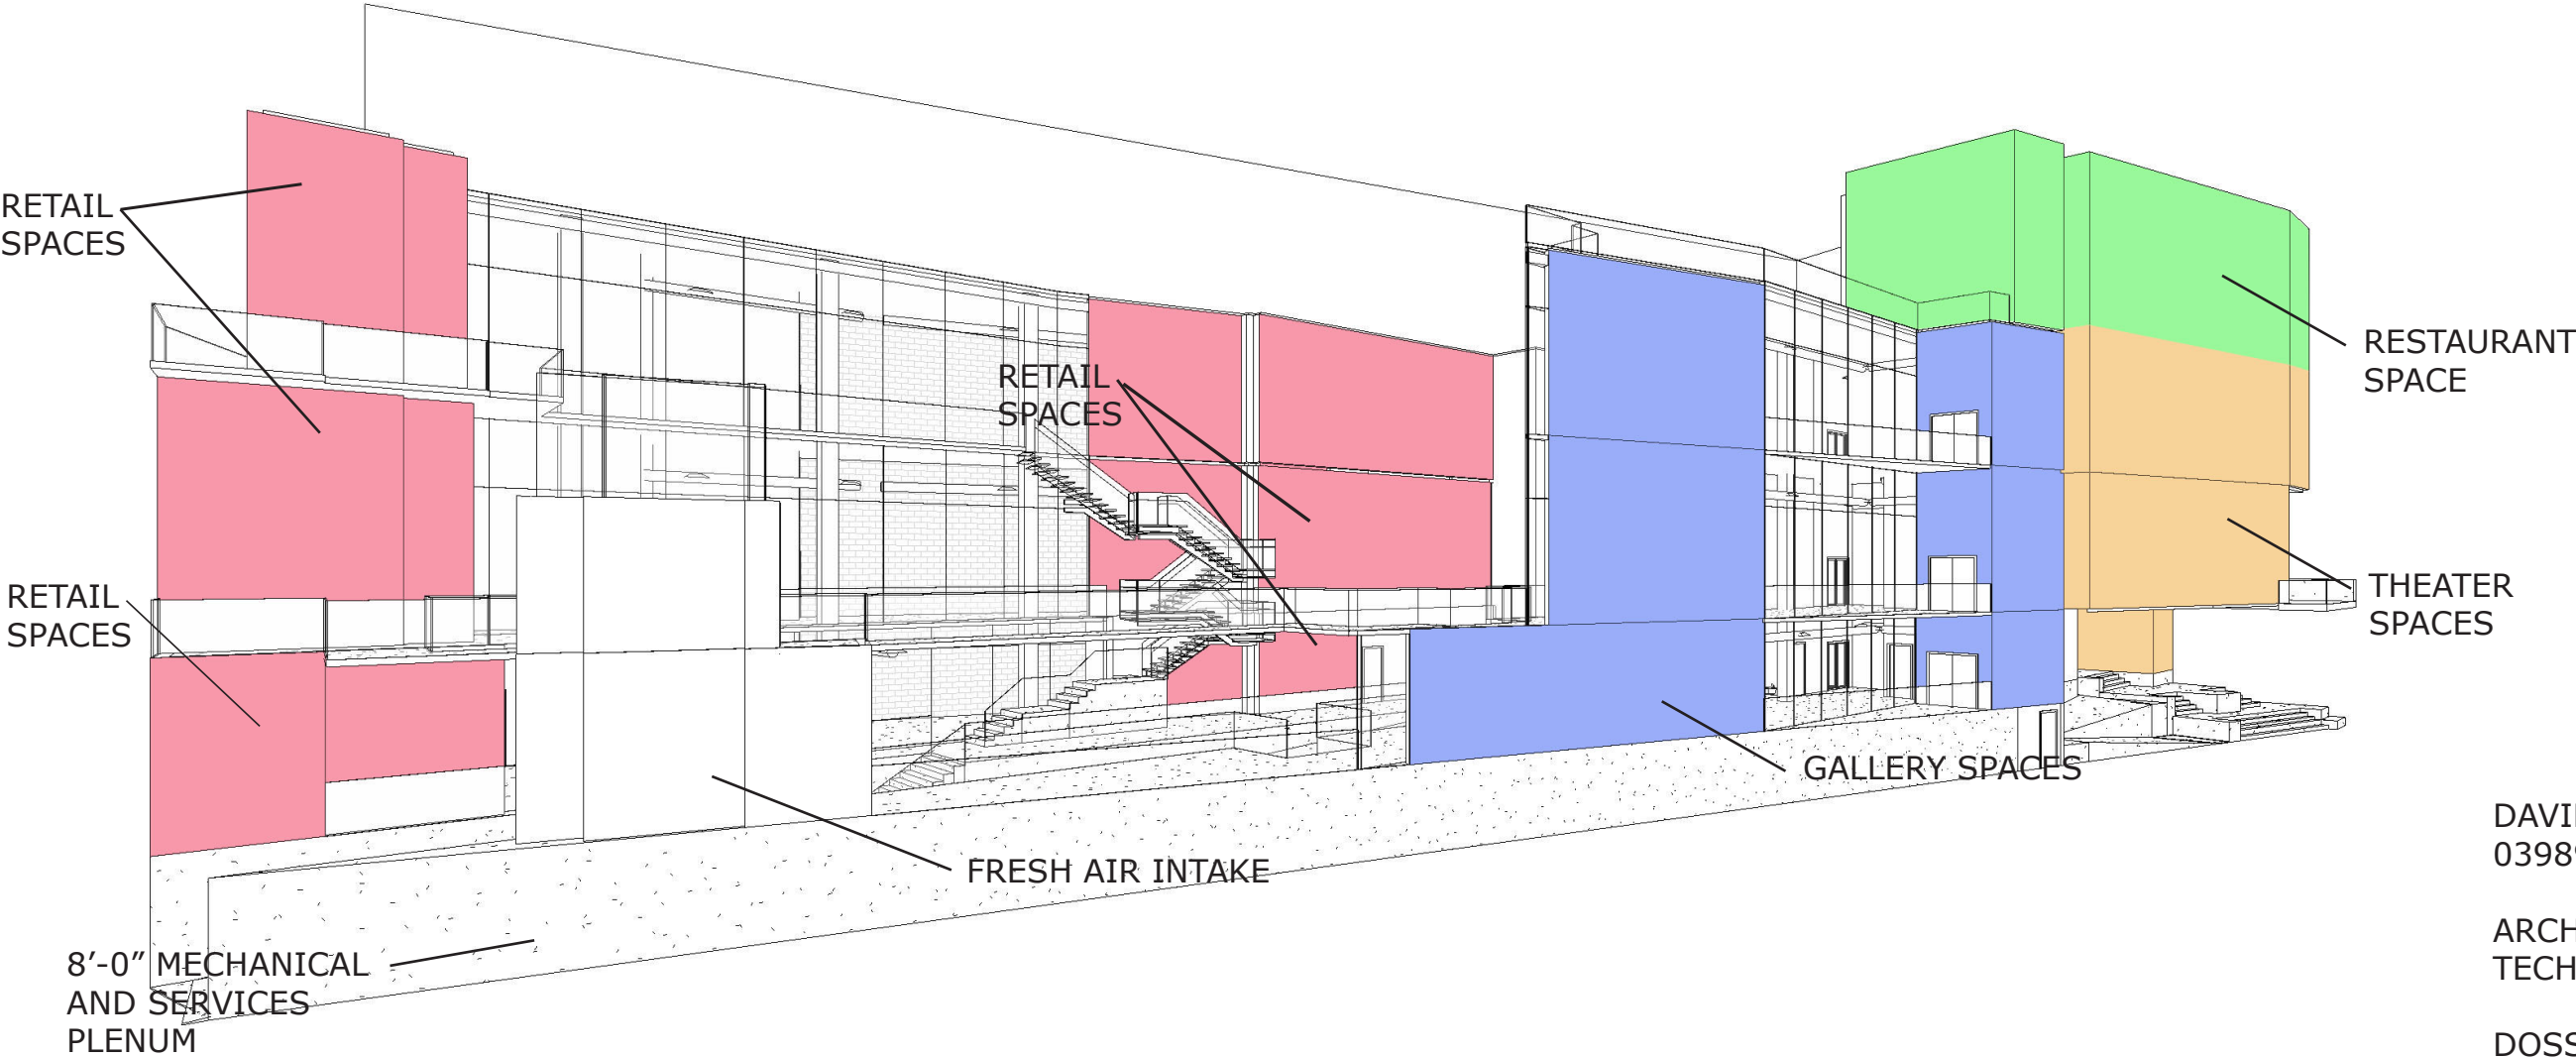 RETAIL
SPACES
RETAIL
SPACES
RESTAURANT
SPACE
RETAIL
SPACES
THEATER
SPACES
GALLERY SPACES
FRESH AIR INTAKE
8’-0” MECHANICAL
AND SERVICES
PLENUM